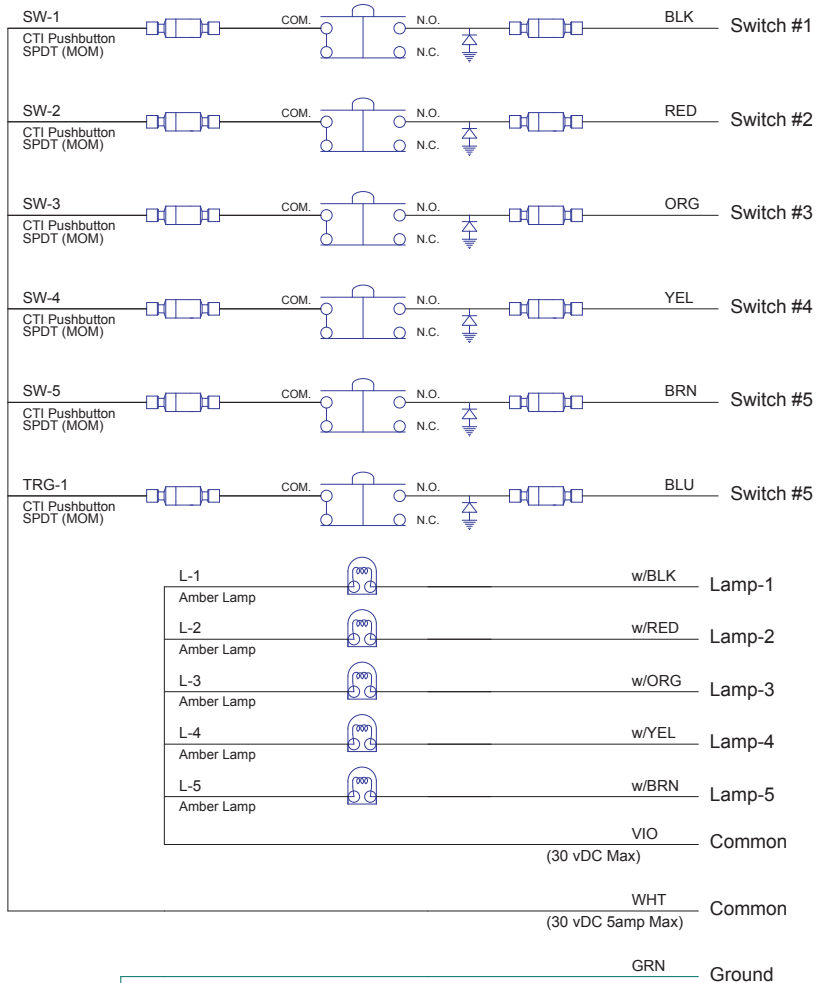 SW-1 COM. N.O. BLK Switch #1
CTI Pushbutton
SPDT (MOM) N.C.
SW-2 COM. N.O. RED Switch #2
CTI Pushbutton
SPDT (MOM) N.C.
SW-3 COM. N.O. ORG Switch #3
CTI Pushbutton
SPDT (MOM) N.C.
SW-4 COM. N.O. YEL Switch #4
CTI Pushbutton
SPDT (MOM) N.C.
SW-5 COM. N.O. BRN Switch #5
CTI Pushbutton
SPDT (MOM) N.C.
TRG-1 COM. N.O. BLU Switch #5
CTI Pushbutton
SPDT (MOM) N.C.
L-1 w/BLK Lamp-1
Amber Lamp
L-2 w/RED Lamp-2
Amber Lamp
L-3 w/ORG Lamp-3
Amber Lamp
L-4 w/YEL Lamp-4
Amber Lamp
L-5 w/BRN Lamp-5
Amber Lamp
VIO Common
(30 vDC Max)
WHT Common
(30 vDC 5amp Max)
GRN Ground